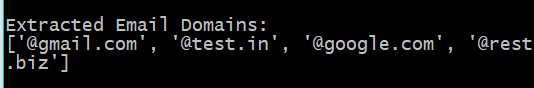 Extracted Email Domains:
['@gmail.com', '@test.in', '@google.com', '@rest
.biz']